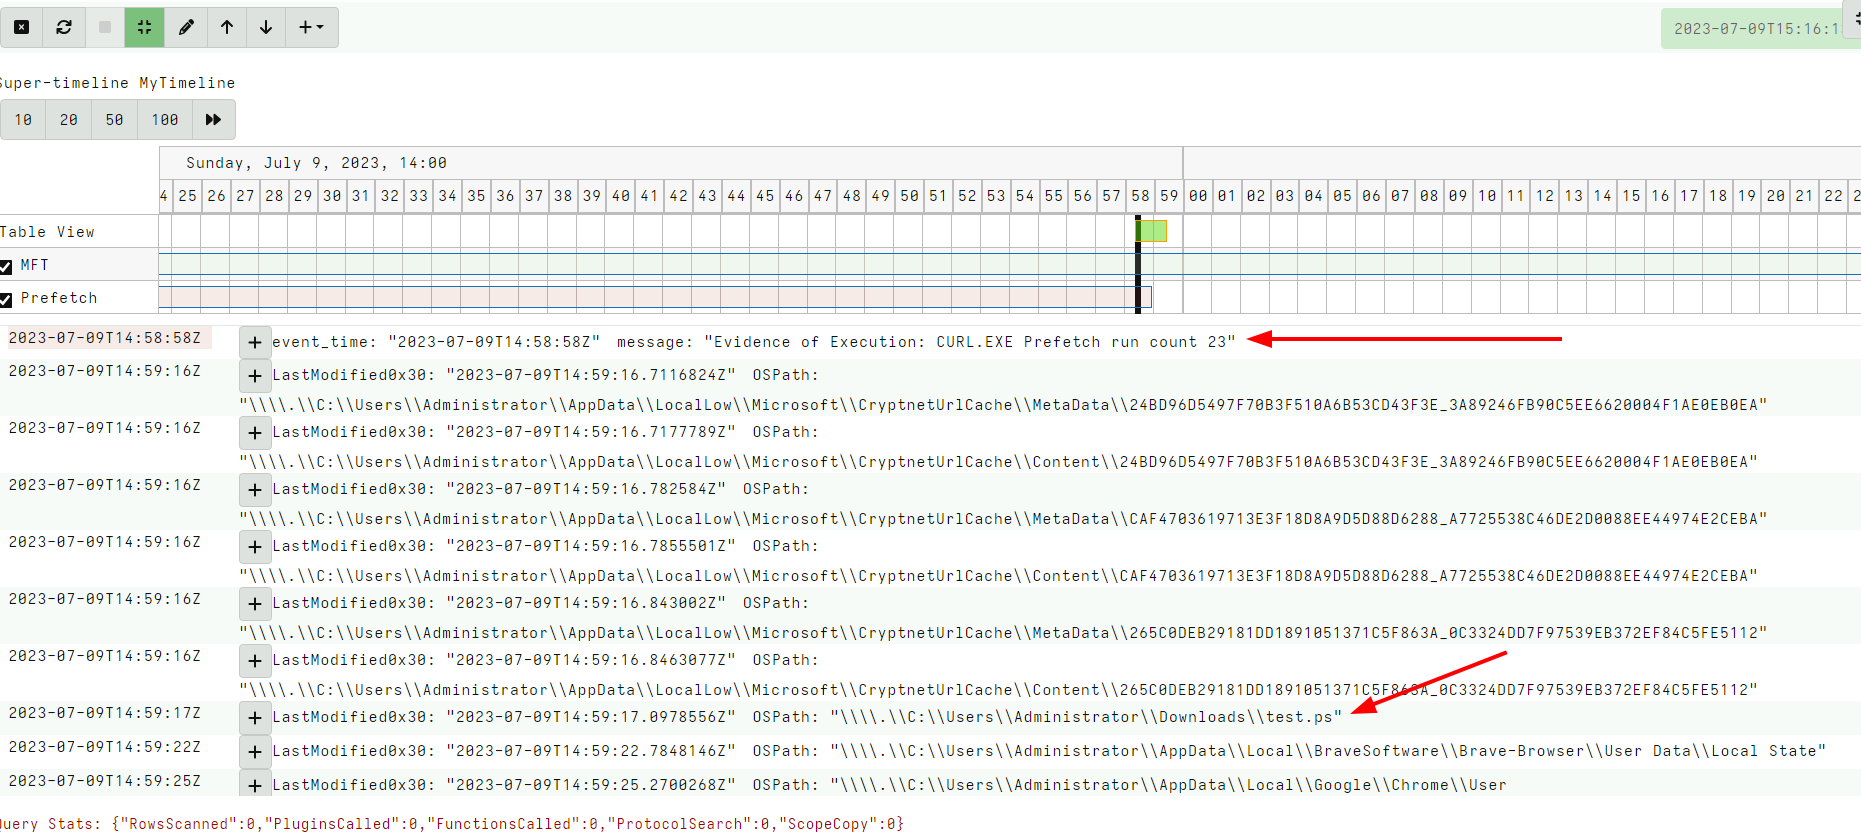 2023-07-09T15:16:1
Super-timeline MyTimeline
10 20 50 100
Sunday, July 9, 2023, 14:00
4 25 26 27 28 29 30 31 32 33 34 35 36 37 38 39 40 41 42 43 44 45 46 47 48 49 50 51 52 53 54 55 56 57 58 59 00 01 02 03 04 05 06 07 08 09 10 11 12 13 14 15 16 17 18 19 20 21 22 2
Table View
MFT
Prefetch
2023-07-09T14:58:58Z + event_time: "2023-07-09T14:58:58Z" message: "Evidence of Execution: CURL.EXE Prefetch run count 23"
2023-07-09T14:59:16Z + LastModified0x30: "2023-07-09T14:59:16.7116824Z" OSPath:
"\\\\.\\C:\\Users\\Administrator\\AppData\\LocalLow\\Microsoft\\CryptnetUrlCache\\MetaData\\24BD96D5497F70B3F510A6B53CD43F3E_3A89246FB90C5EE6620004F1AE0EB0EA"
2023-07-09T14:59:16Z + LastModified0x30: "2023-07-09T14:59:16.7177789Z" OSPath:
"\\\\.\\C:\\Users\\Administrator\\AppData\\LocalLow\\Microsoft\\CryptnetUrlCache\\Content\\24BD96D5497F70B3F510A6B53CD43F3E_3A89246FB90C5EE6620004F1AE0EB0EA"
2023-07-09T14:59:16Z + LastModified0x30: "2023-07-09T14:59:16.782584Z" OSPath:
"\\\\.\\C:\\Users\\Administrator\\AppData\\LocalLow\\Microsoft\\CryptnetUrlCache\\MetaData\\CAF4703619713E3F18D8A9D5D88D6288_A7725538C46DE2D0088EE44974E2CEBA"
2023-07-09T14:59:16Z + LastModified0x30: "2023-07-09T14:59:16.7855501Z" OSPath:
"\\\\.\\C:\\Users\\Administrator\\AppData\\LocalLow\\Microsoft\\CryptnetUrlCache\\Content\\CAF4703619713E3F18D8A9D5D88D6288_A7725538C46DE2D0088EE44974E2CEBA"
2023-07-09T14:59:16Z + LastModified0x30: "2023-07-09T14:59:16.843002Z" OSPath:
"\\\\.\\C:\\Users\\Administrator\\AppData\\LocalLow\\Microsoft\\CryptnetUrlCache\\MetaData\\265C0DEB29181DD1891051371C5F863A_0C3324DD7F97539EB372EF84C5FE5112"
2023-07-09T14:59:16Z + LastModified0x30: "2023-07-09T14:59:16.8463077Z" OSPath:
"\\\\.\\C:\\Users\\Administrator\\AppData\\LocalLow\\Microsoft\\CryptnetUrlCache\\Content\\265C0DEB29181DD1891051371C5F863A_0C3324DD7F97539EB372EF84C5FE5112"
2023-07-09T14:59:17Z + LastModified0x30: "2023-07-09T14:59:17.0978556Z" OSPath: "\\\\.\\C:\\Users\\Administrator\\Downloads\\test.ps"
2023-07-09T14:59:22Z + LastModified0x30: "2023-07-09T14:59:22.7848146Z" OSPath: "\\\\.\\C:\\Users\\Administrator\\AppData\\Local\\BraveSoftware\\Brave-Browser\\User Data\\Local State"
2023-07-09T14:59:25Z + LastModified0x30: "2023-07-09T14:59:25.2700268Z" OSPath: "\\\\.\\C:\\Users\\Administrator\\AppData\\Local\\Google\\Chrome\\User
Query Stats: {"RowsScanned":0,"PluginsCalled":0,"FunctionsCalled":0,"ProtocolSearch":0,"ScopeCopy":0}